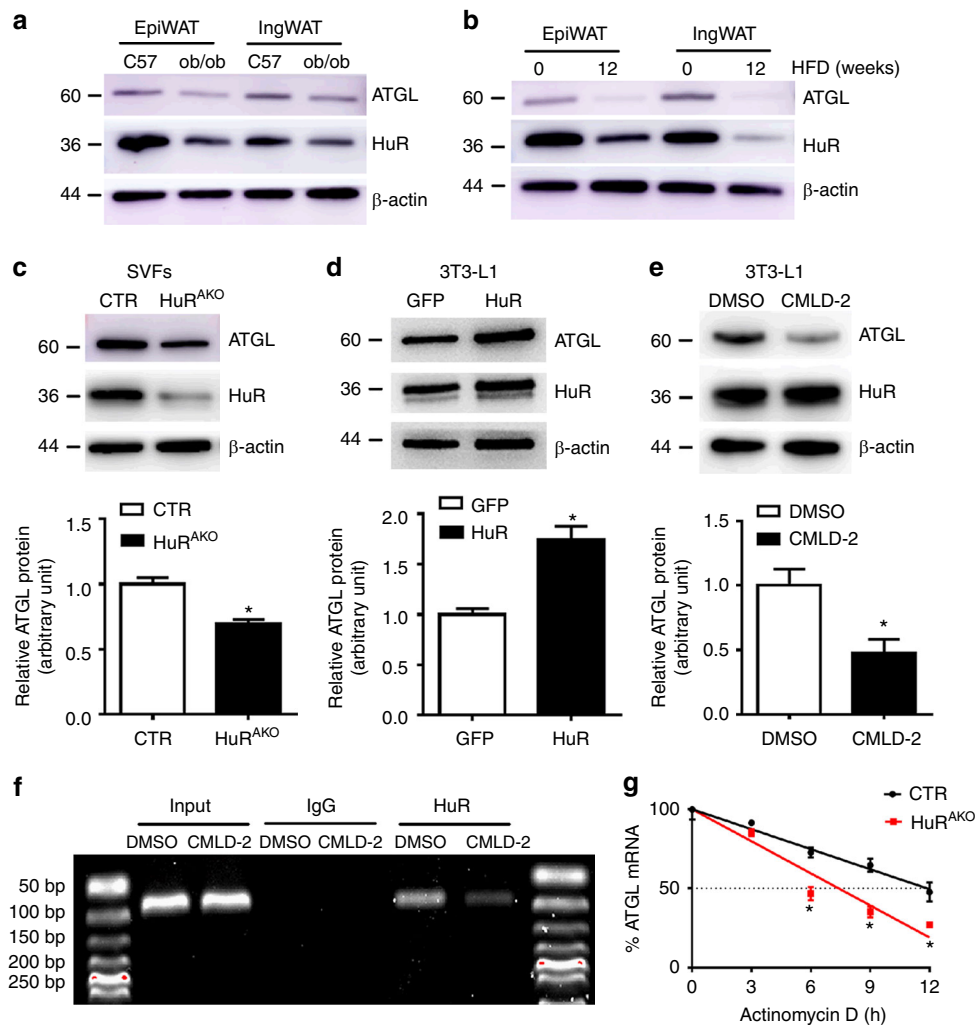 a
EpiWAT IngWAT
C57 ob/ob C57 ob/ob
60 ATGL
36 HuR
44 β-actin
b
EpiWAT IngWAT
0 12 0 12 HFD (weeks)
60 ATGL
36 HuR
44 β-actin
c
SVFs
CTR HuR^AKO
60 ATGL
36 HuR
44 β-actin
CTR
HuR^AKO
Relative ATGL protein
(arbitrary unit)
1.5
1.0
0.5
0.0
*
CTR HuR^AKO
d
3T3-L1
GFP HuR
60 ATGL
36 HuR
44 β-actin
GFP
HuR
Relative ATGL protein
(arbitrary unit)
2.0
1.5
1.0
0.5
0.0
*
GFP HuR
e
3T3-L1
DMSO CMLD-2
60 ATGL
36 HuR
44 β-actin
DMSO
CMLD-2
Relative ATGL protein
(arbitrary unit)
1.5
1.0
0.5
0.0
*
DMSO CMLD-2
f
Input IgG HuR
DMSO CMLD-2 DMSO CMLD-2 DMSO CMLD-2
50 bp
100 bp
150 bp
200 bp
250 bp
g
CTR
HuR^AKO
% ATGL mRNA
100
50
0
* * *
0 3 6 9 12
Actinomycin D (h)